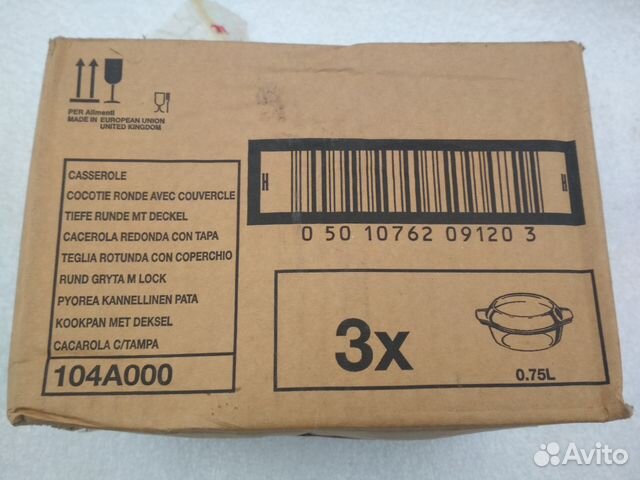 PER Alimenti
MADE IN EUROPEAN UNION
UNITED KINGDOM
CASSEROLE
COCOTIE RONDE AVEC COUVERCLE
TIEFE RUNDE MT DECKEL
CACEROLA REDONDA CON TAPA
TEGLIA ROTUNDA CON COPERCHIO
RUND GRYTA M LOCK
PYOREA KANNELLINEN PATA
KOOKPAN MET DEKSEL
CACAROLA C/TAMPA
104A000
H H
0 50 10762 09120 3
3x
0.75L
Avito